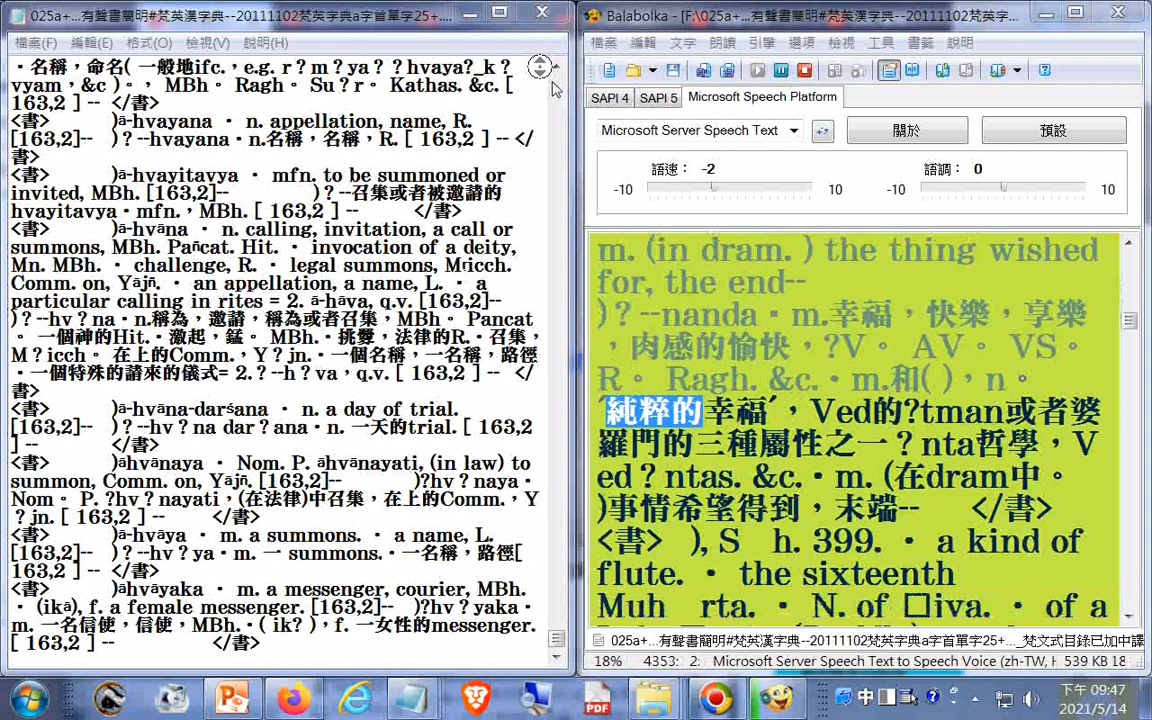 有聲書簡明#梵英漢字典--20111102梵英字典a字首單字25+...
檔案(F) 編輯(E) 格式(O) 檢視(V) 說明(H)
・名稱，命名( 一般地ifc.，e.g. r？m？ya？？hvaya?_k？
vyam，&c )。， MBh。 Ragh。 Su？r。 Kathas. &c. [
163,2 ] -- </書>
<書> )ā-hvayana • n. appellation, name, R.
[163,2]-- )？--hvayana・n.名稱，名稱，R. [ 163,2 ] -- </
書>
<書> )ā-hvayitavya • mfn. to be summoned or
invited, MBh. [163,2]-- )？--召集或者被邀請的
hvayitavya・mfn.，MBh. [ 163,2 ] -- </書>
<書> )ā-hvāna • n. calling, invitation, a call or
summons, MBh. Pañcat. Hit. • invocation of a deity,
Mn. MBh. • challenge, R. • legal summons, Mṛicch.
Comm. on, Yājñ. • an appellation, a name, L. • a
particular calling in rites = 2. ā-hāva, q.v. [163,2]--
)？--hv？na・n.稱為，邀請，稱為或者召集，MBh。 Pancat
。一個神的Hit.・激起，錳。 MBh.・挑釁，法律的R.・召集，
M？icch。 在上的Comm.，Y？jn.・一個名稱，一名稱，路徑
・一個特殊的請來的儀式= 2.？--h？va，q.v. [ 163,2 ] -- </
書>
<書> )ā-hvāna-darśana • n. a day of trial.
[163,2]-- )？--hv？na dar？ana・n. 一天的trial. [ 163,2
] -- </書>
<書> )āhvānaya • Nom. P. āhvānayati, (in law) to
summon, Comm. on, Yājñ. [163,2]-- )?hv？naya・
Nom。 P. ?hv？nayati，(在法律)中召集，在上的Comm.，Y
？jn. [ 163,2 ] -- </書>
<書> )ā-hvāya • m. a summons. • a name, L.
[163,2]-- )？--hv？ya・m. 一 summons.・一名稱，路徑[
163,2 ] -- </書>
<書> )āhvāyaka • m. a messenger, courier, MBh.
• (ikā), f. a female messenger. [163,2]-- )?hv？yaka・
m. 一名信使，信使，MBh.・( ik? )，f. 一女性的messenger.
[ 163,2 ] -- </書>
Balabolka - [F:\025a+...有聲書簡明#梵英漢字典--20111102梵英字...
檔案 編輯 文字 朗讀 引擎 選項 檢視 工具 書籤 說明
SAPI 4 SAPI 5 Microsoft Speech Platform
Microsoft Server Speech Text 關於 預設
語速： -2 語調： 0
-10 10 -10 10
m. (in dram. ) the thing wished
for, the end--
)？--nanda・m.幸福，快樂，享樂
，肉感的愉快，?V。 AV。 VS。
R。 Ragh. &c.・m.和( )，n。
`純粹的幸福´，Ved的?tman或者婆
羅門的三種屬性之一？nta哲學，V
ed？ntas. &c.・m. (在dram中。
)事情希望得到，末端-- </書>
<書> ), S h. 399. • a kind of
flute. • the sixteenth
Muh rta. • N. of □iva. • of a
025a+...有聲書簡明#梵英漢字典--20111102梵英字典a字首單字25+..._梵文式目錄已加中譯
18% 4353: 2: Microsoft Server Speech Text to Speech Voice (zh-TW, H 539 KB 18
中
下午 09:47
2021/5/14